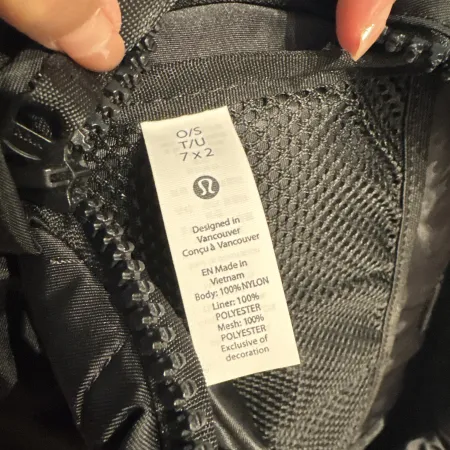 O/S
T/U
7 x 2
Designed in
Vancouver
Conçu à Vancouver
EN Made in
Vietnam
Body: 100% NYLON
Liner: 100%
POLYESTER
Mesh: 100%
POLYESTER
Exclusive of
decoration